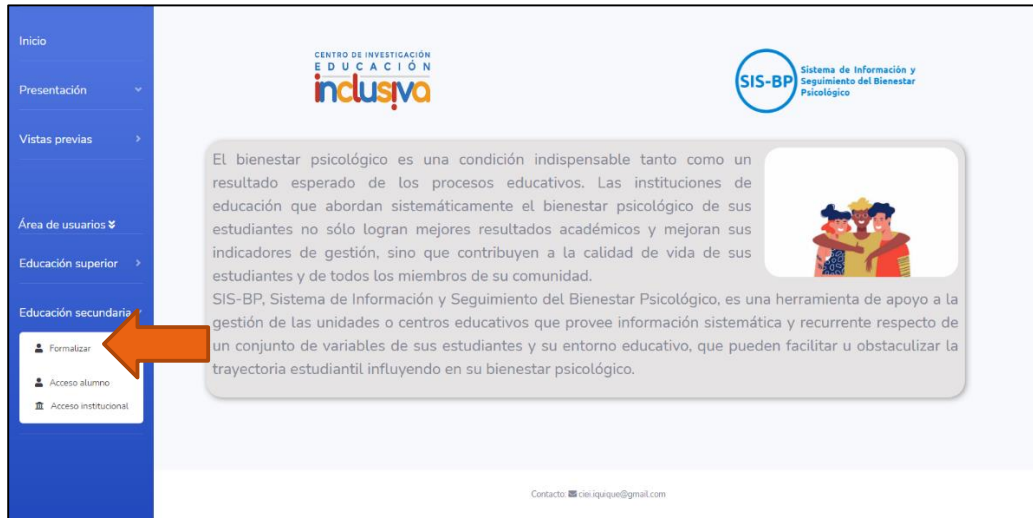 Inicio
Presentación
Vistas previas
Área de usuarios
Educación superior
Educación secundaria
Formalizar
Acceso alumno
Acceso institucional
CENTRO DE INVESTIGACIÓN
EDUCACIÓN
inclusiva
SIS-BP
Sistema de Información y
Seguimiento del Bienestar
Psicológico
El bienestar psicológico es una condición indispensable tanto como un
resultado esperado de los procesos educativos. Las instituciones de
educación que abordan sistemáticamente el bienestar psicológico de sus
estudiantes no sólo logran mejores resultados académicos y mejoran sus
indicadores de gestión, sino que contribuyen a la calidad de vida de sus
estudiantes y de todos los miembros de su comunidad.
SIS-BP, Sistema de Información y Seguimiento del Bienestar Psicológico, es una herramienta de apoyo a la
gestión de las unidades o centros educativos que provee información sistemática y recurrente respecto de
un conjunto de variables de sus estudiantes y su entorno educativo, que pueden facilitar u obstaculizar la
trayectoria estudiantil influyendo en su bienestar psicológico.
Contacto: ciei.iquique@gmail.com